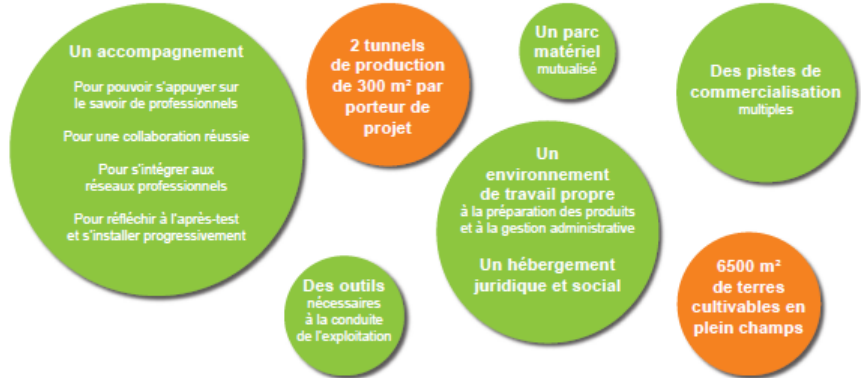 Un accompagnement
Pour pouvoir s'appuyer sur
le savoir de professionnels
Pour une collaboration réussie
Pour s'intégrer aux
réseaux professionnels
Pour réfléchir à l'après-test
et s'installer progressivement
2 tunnels
de production
de 300 m² par
porteur de
projet
Un parc
matériel
mutualisé
Des pistes de
commercialisation
multiples
Un
environnement
de travail propre
à la préparation des produits
et à la gestion administrative
Un hébergement
juridique et social
Des outils
nécessaires
à la conduite
de l'exploitation
6500 m²
de terres
cultivables en
plein champs